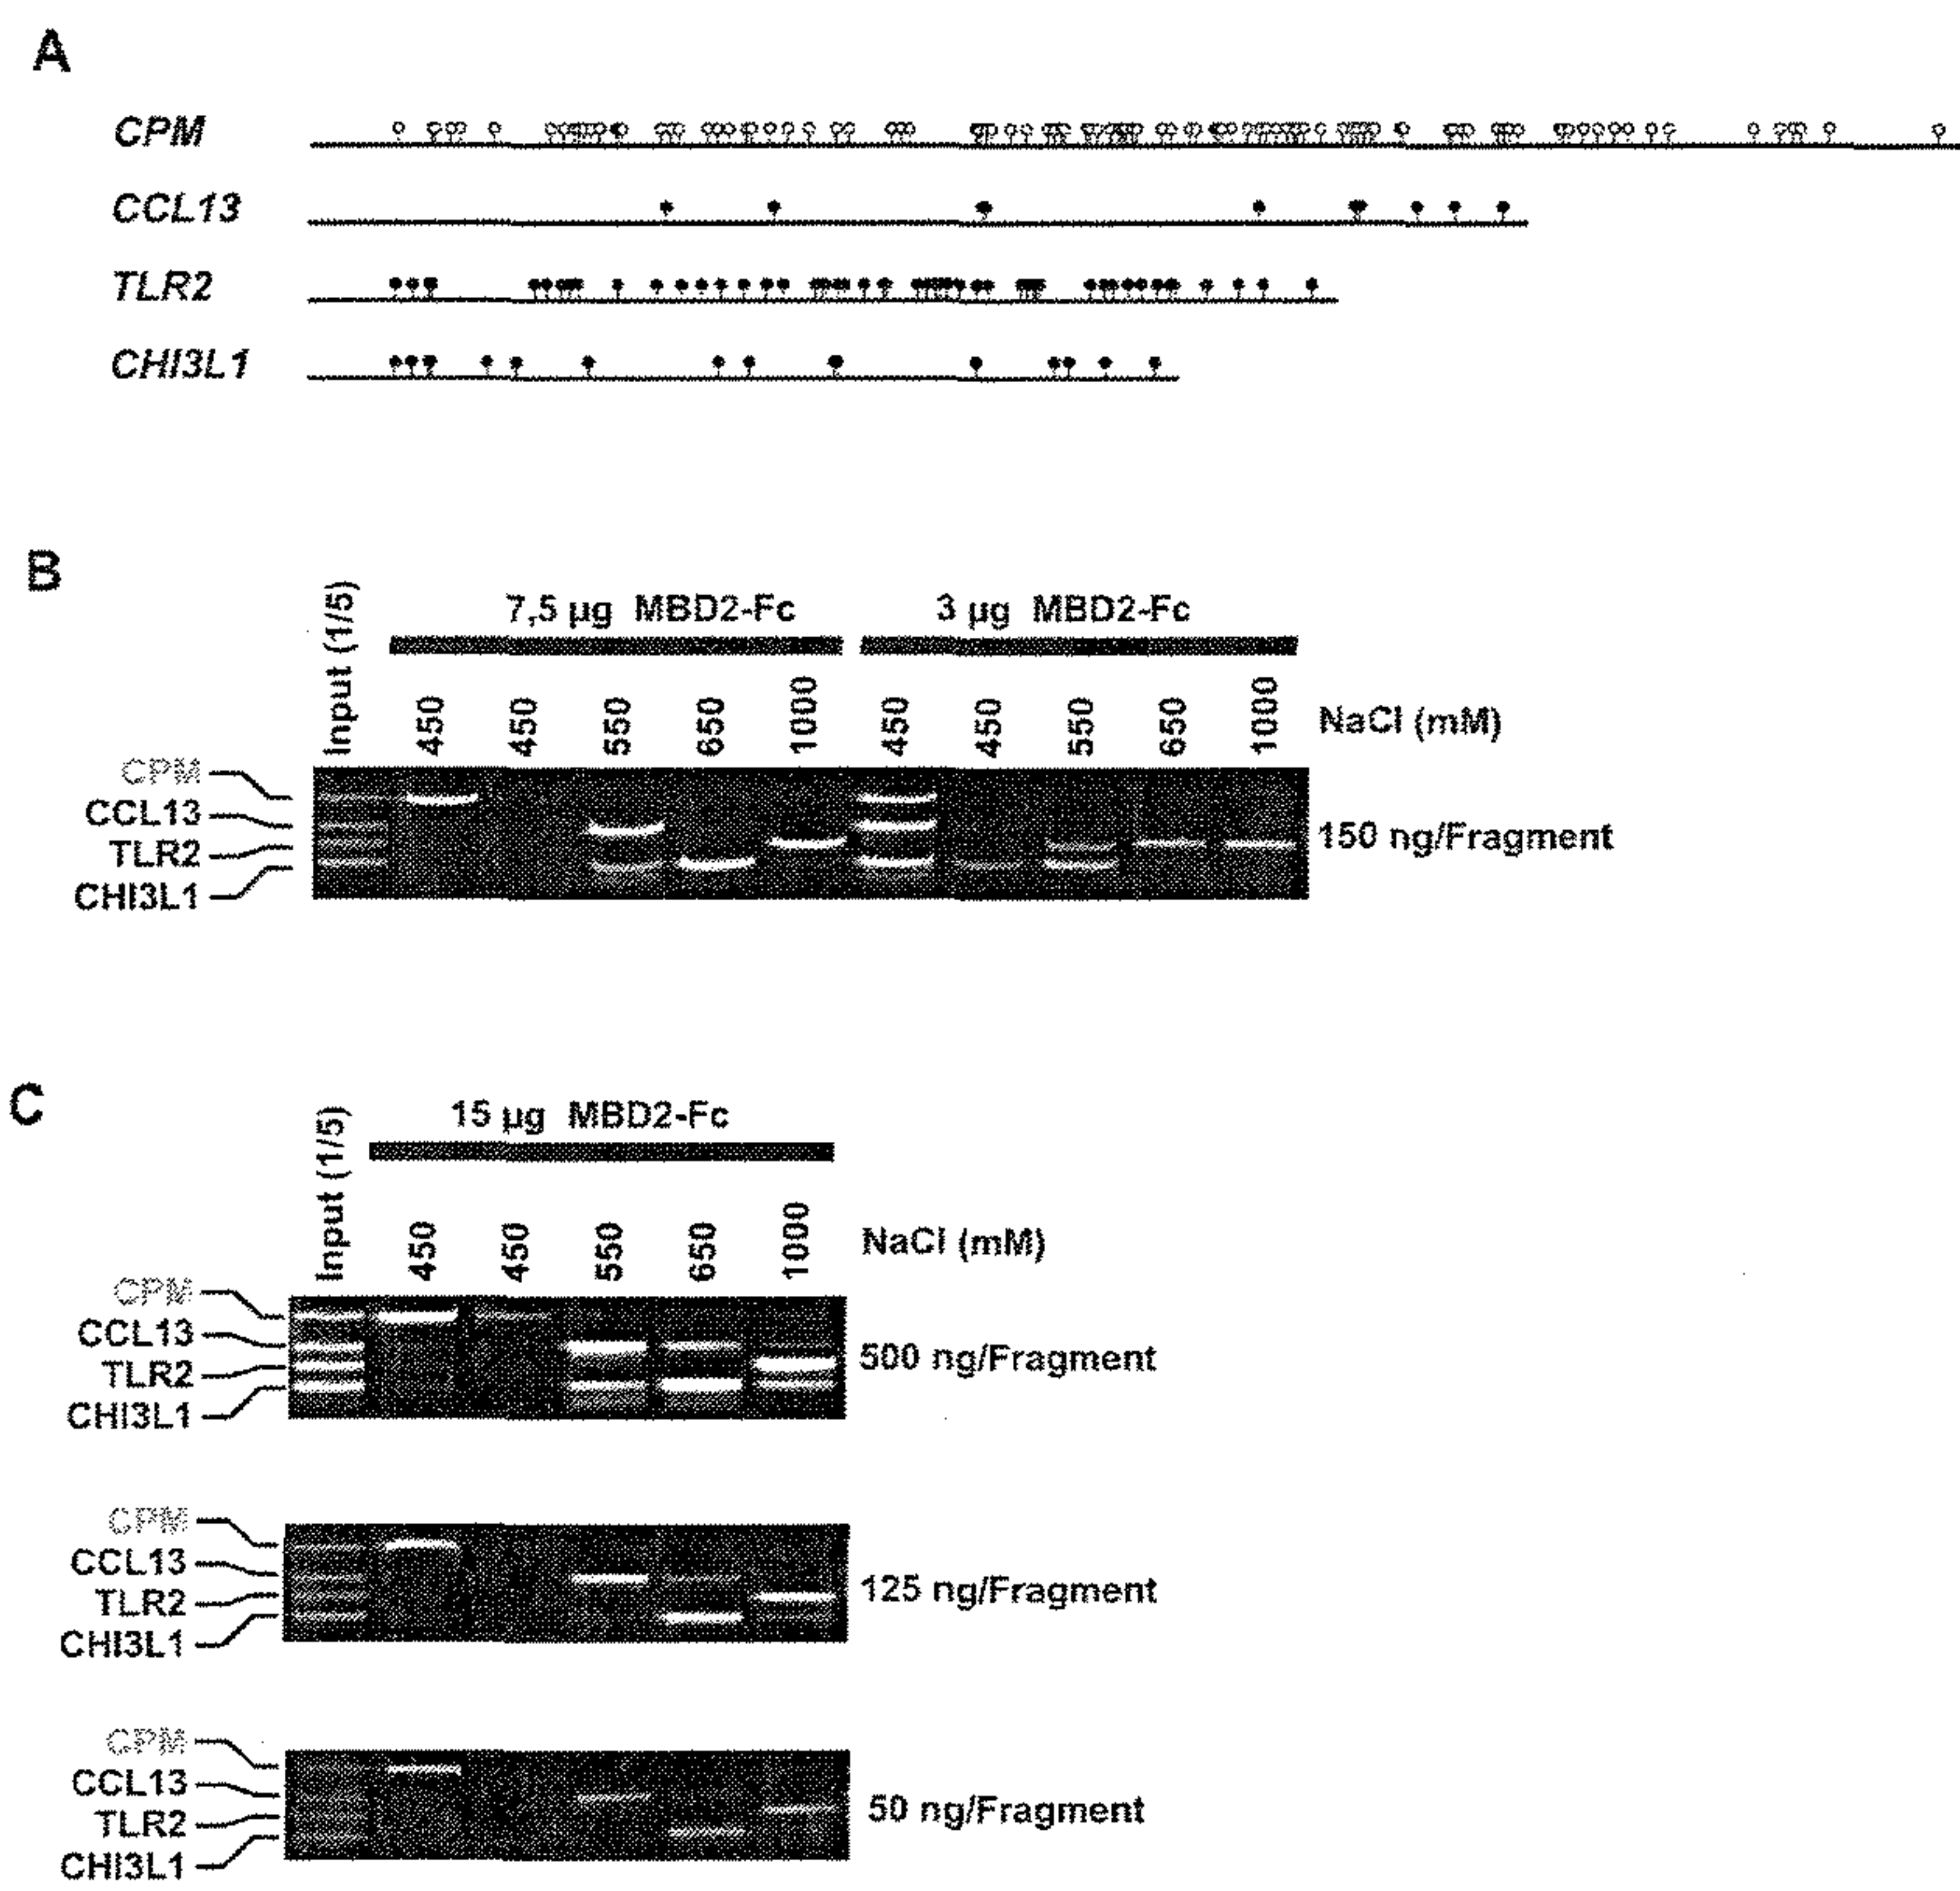 A
CPM
CCL13
TLR2
CHI3L1
B
Input (1/5)
7,5 µg MBD2-Fc
3 µg MBD2-Fc
450 450 550 650 1000 450 450 550 650 1000 NaCl (mM)
CPM
CCL13
TLR2
CHI3L1
150 ng/Fragment
C
Input (1/5)
15 µg MBD2-Fc
450 450 550 650 1000 NaCl (mM)
CPM
CCL13
TLR2
CHI3L1
500 ng/Fragment
CPM
CCL13
TLR2
CHI3L1
125 ng/Fragment
CPM
CCL13
TLR2
CHI3L1
50 ng/Fragment